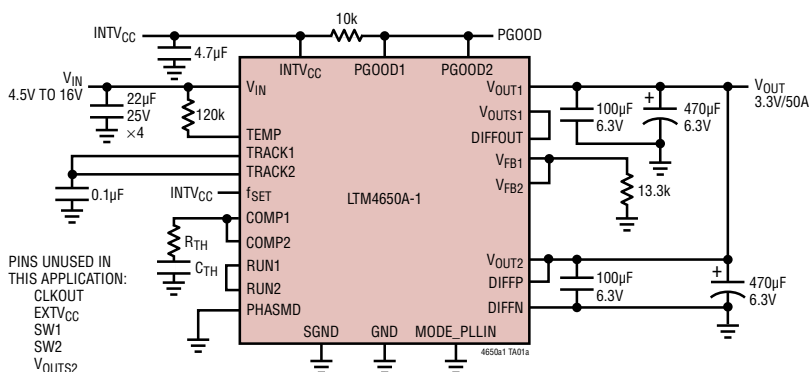 10k
INTVCC
PGOOD
4.7µF
INTVCC PGOOD1 PGOOD2
VIN
4.5V TO 16V
22µF
25V
×4
120k
VIN
TEMP
TRACK1
TRACK2
0.1µF
INTVCC
fSET
COMP1
COMP2
RTH
CTH
RUN1
RUN2
PHASMD
LTM4650A-1
SGND GND MODE_PLLIN
VOUT1
VOUTS1
DIFFOUT
VFB1
VFB2
VOUT2
DIFFP
DIFFN
100µF
6.3V
+
470µF
6.3V
VOUT
3.3V/50A
13.3k
100µF
6.3V
+
470µF
6.3V
4650a1 TA01a
PINS UNUSED IN
THIS APPLICATION:
CLKOUT
EXTVCC
SW1
SW2
VOUTS2